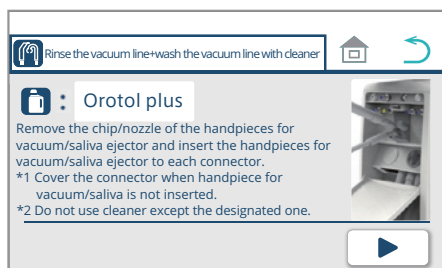 Rinse the vacuum line+wash the vacuum line with cleaner
: Orotol plus
Remove the chip/nozzle of the handpieces for
vacuum/saliva ejector and insert the handpieces for
vacuum/saliva ejector to each connector.
*1 Cover the connector when handpiece for
vacuum/saliva is not inserted.
*2 Do not use cleaner except the designated one.